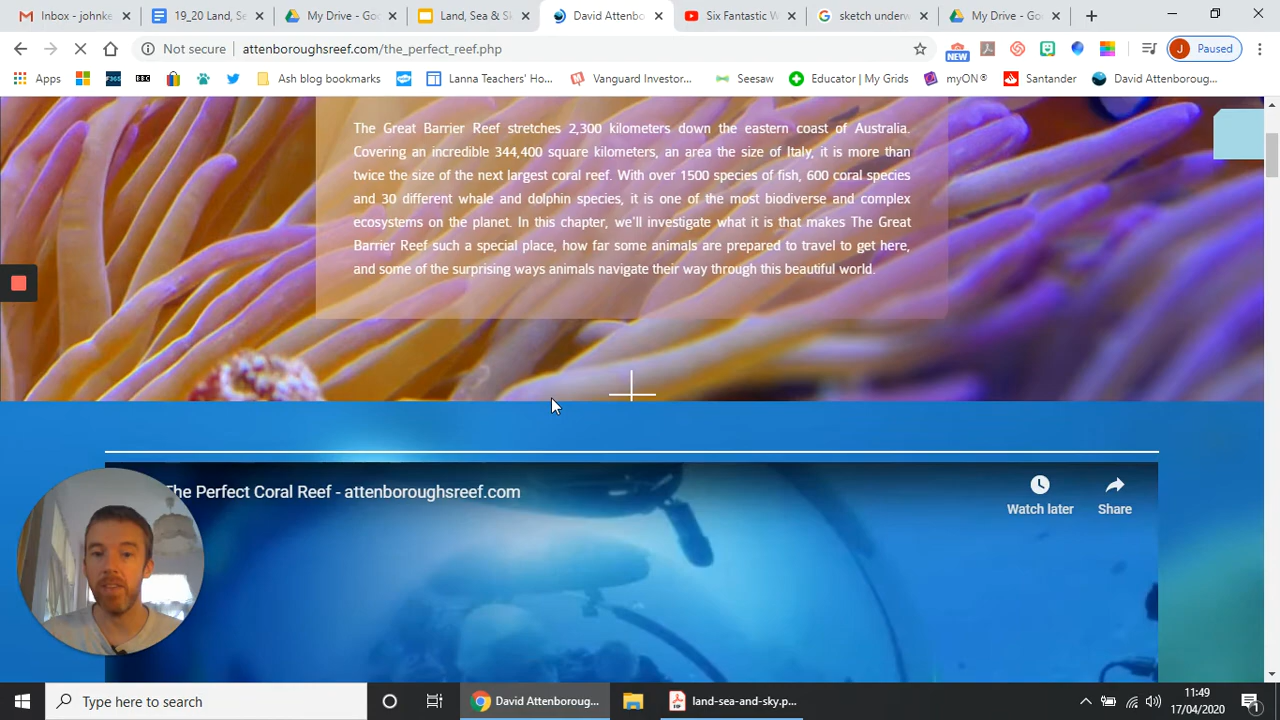 Inbox - johnke
19_20 Land, S
My Drive - Goo
Land, Sea & Sk
David Attenbo
Six Fantastic W
sketch underw
My Drive - Goo
Not secure
attenboroughsreef.com/the_perfect_reef.php
NEW
J
Paused
Apps
BBC
Ash blog bookmarks
Lanna Teachers' Ho...
Vanguard Investor...
Seesaw
Educator | My Grids
myON®
Santander
David Attenboroug...
The Great Barrier Reef stretches 2,300 kilometers down the eastern coast of Australia.
Covering an incredible 344,400 square kilometers, an area the size of Italy, it is more than
twice the size of the next largest coral reef. With over 1500 species of fish, 600 coral species
and 30 different whale and dolphin species, it is one of the most biodiverse and complex
ecosystems on the planet. In this chapter, we'll investigate what it is that makes The Great
Barrier Reef such a special place, how far some animals are prepared to travel to get here,
and some of the surprising ways animals navigate their way through this beautiful world.
The Perfect Coral Reef - attenboroughsreef.com
Watch later
Share
Type here to search
David Attenboroug...
land-sea-and-sky.p...
11:49
17/04/2020
1